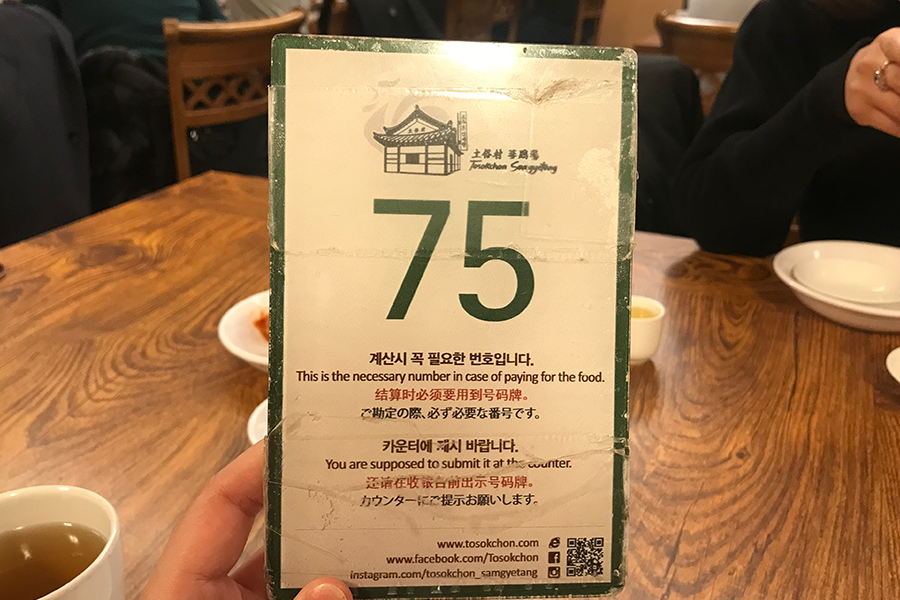 土俗村 蔘鷄湯
Tosokchon Samgyetang
75
계산시 꼭 필요한 번호입니다.
This is the necessary number in case of paying for the food.
结算时必须要用到号码牌。
ご勘定の際、必ず必要な番号です。
카운터에 제시 바랍니다.
You are supposed to submit it at the counter.
还请在收银台前出示号码牌。
カウンターにご提示お願いします。
www.tosokchon.com
www.facebook.com/Tosokchon
instagram.com/tosokchon_samgyetang